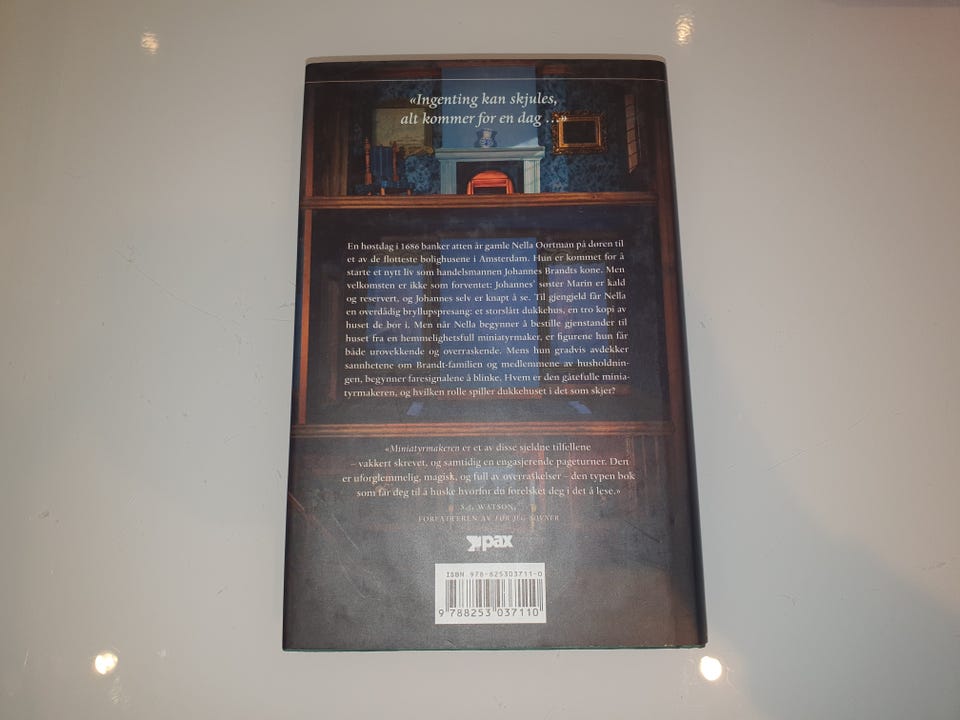 «Ingenting kan skjules,
alt kommer for en dag …»
En høstdag i 1686 banker atten år gamle Nella Oortman på døren til
et av de flotteste bolighusene i Amsterdam. Hun er kommet for å
starte et nytt liv som handelsmannen Johannes Brandts kone. Men
velkomsten er ikke som forventet: Johannes' søster Marin er kald
og reservert, og Johannes selv er knapt å se. Til gjengjeld får Nella
en overdådig bryllupspresang: et storslått dukkehus, en tro kopi av
huset de bor i. Men når Nella begynner å bestille gjenstander til
huset fra en hemmelighetsfull miniatyrmaker, er figurene hun får
både urovekkende og overraskende. Mens hun gradvis avdekker
sannhetene om Brandt-familien og medlemmene av husholdnin-
gen, begynner faresignalene å blinke. Hvem er den gåtefulle minia-
tyrmakeren, og hvilken rolle spiller dukkehuset i det som skjer?
«Miniatyrmakeren er et av disse sjeldne tilfellene
– vakkert skrevet, og samtidig en engasjerende pageturner. Den
er uforglemmelig, magisk, og full av overraskelser – den typen bok
som får deg til å huske hvorfor du forelsket deg i det å lese.»
S.J. WATSON,
FORFATTEREN AV FØR JEG SOVNER
pax
ISBN 978-825303711-0
9 788253 037110